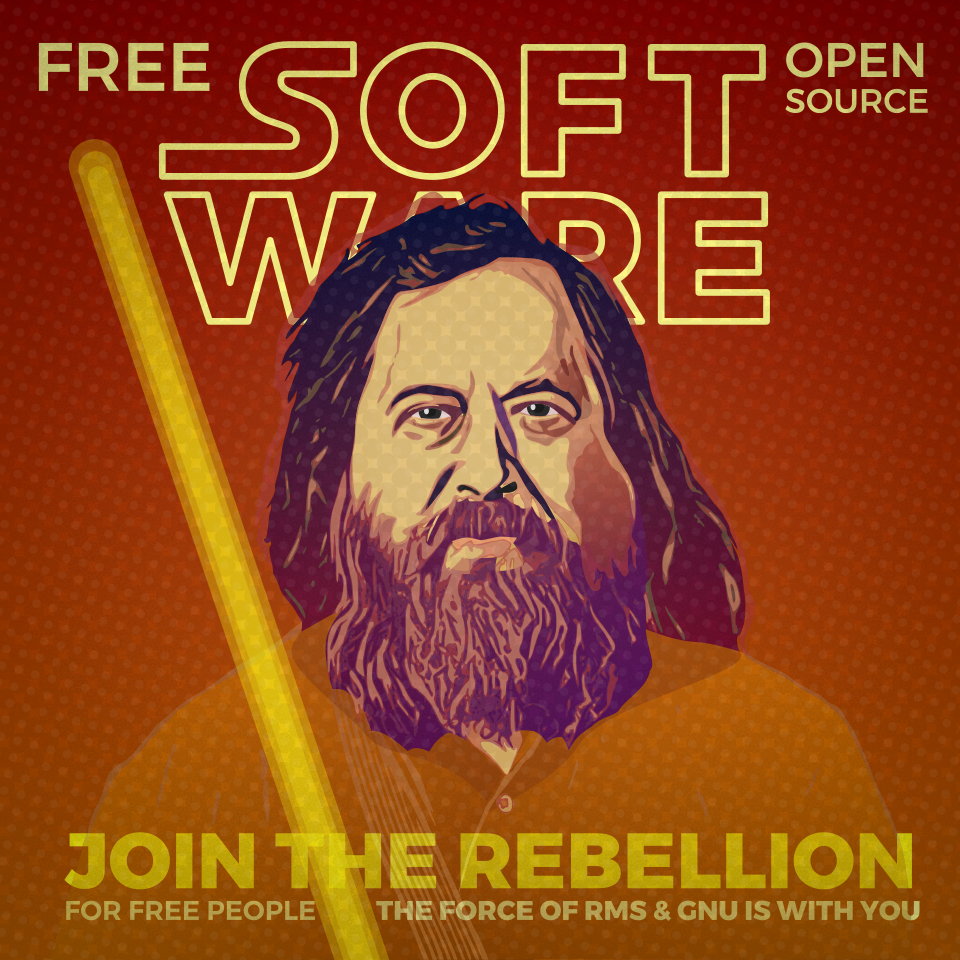 FREE
SOFT
OPEN
SOURCE
WARE
JOIN THE REBELLION
FOR FREE PEOPLE
THE FORCE OF RMS & GNU IS WITH YOU